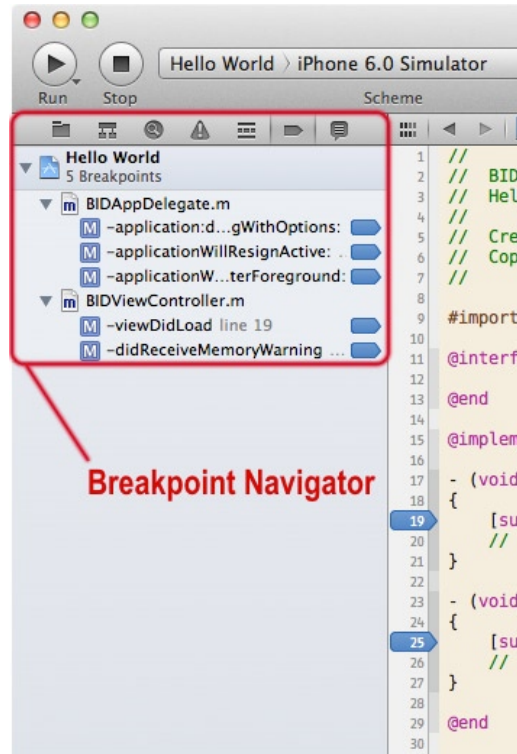 Hello World 〉 iPhone 6.0 Simulator
Run Stop Scheme
Hello World
5 Breakpoints
m BIDAppDelegate.m
M -application:d...gWithOptions:
M -applicationWillResignActive: ..
M -applicationW...terForeground:
m BIDViewController.m
M -viewDidLoad line 19
M -didReceiveMemoryWarning ...
Breakpoint Navigator
1 //
2 // BID
3 // Hel
4 //
5 // Cre
6 // Cop
7 //
8
9 #import
10
11 @interf
12
13 @end
14
15 @implem
16
17 - (void
18 {
19 [su
20 //
21 }
22
23 - (void
24 {
25 [su
26 //
27 }
28
29 @end
30